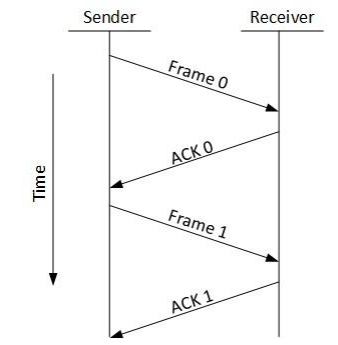 Sender
Receiver
Frame 0
ACK 0
Time
Frame 1
ACK 1